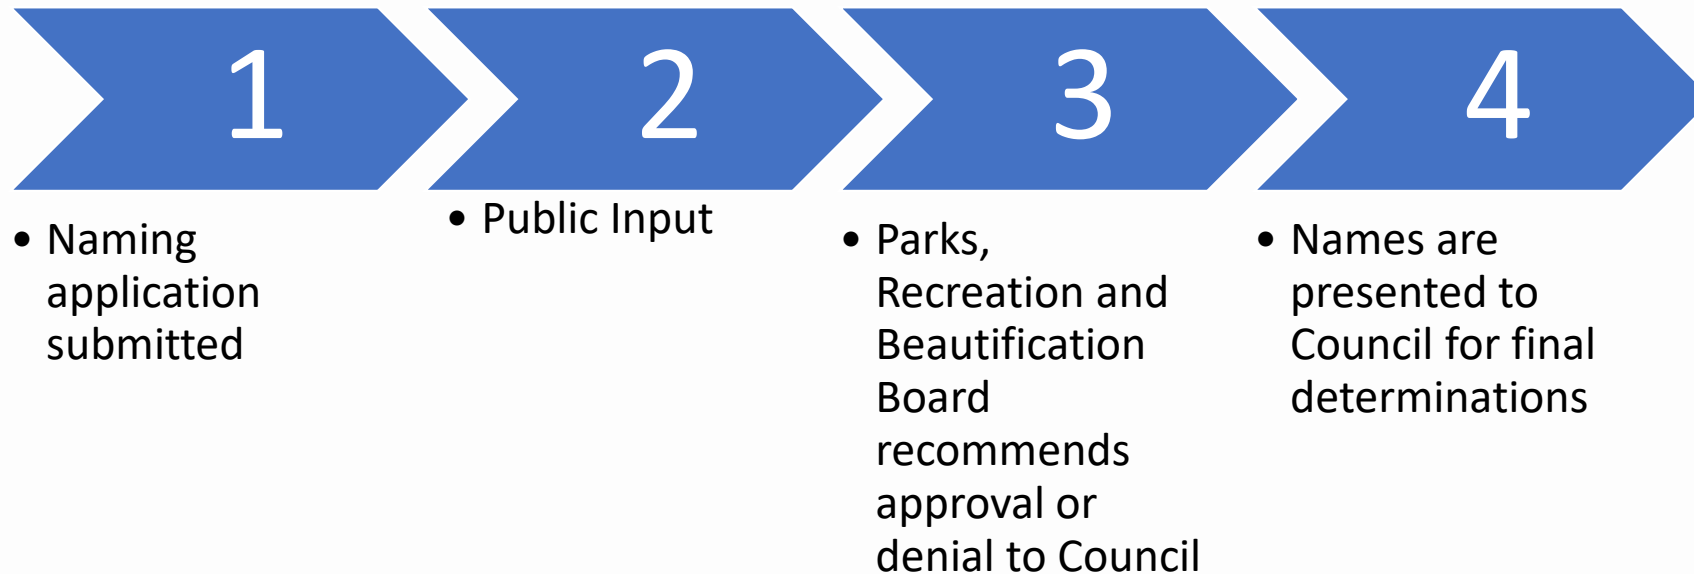 1
• Naming
application
submitted
2
• Public Input
3
• Parks,
Recreation and
Beautification
Board
recommends
approval or
denial to Council
4
• Names are
presented to
Council for final
determinations